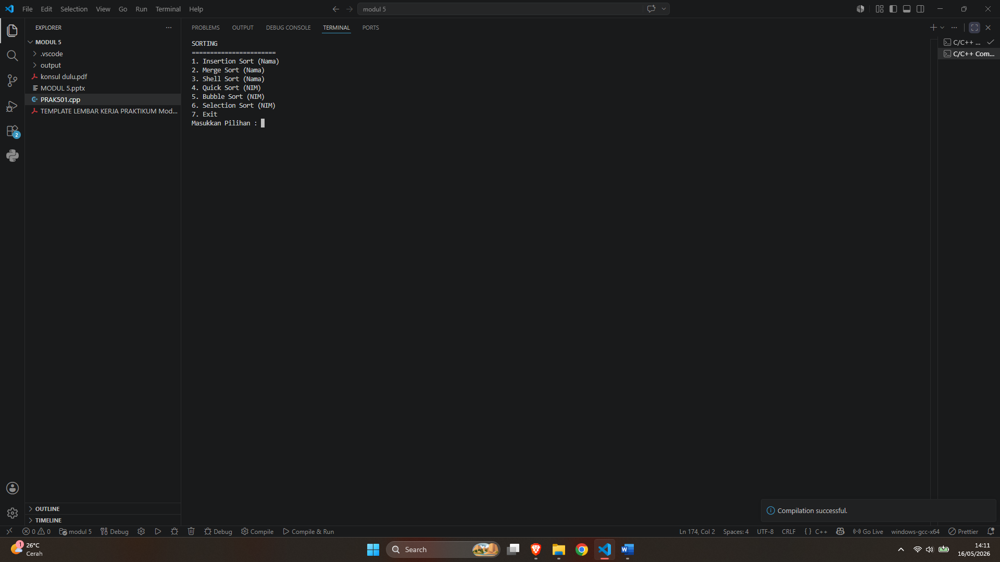 File Edit Selection View Go Run Terminal Help
modul 5
EXPLORER
MODUL 5
.vscode
output
konsul dulu.pdf
MODUL 5.pptx
PRAK501.cpp
TEMPLATE LEMBAR KERJA PRAKTIKUM Mod...
OUTLINE
TIMELINE
PROBLEMS OUTPUT DEBUG CONSOLE TERMINAL PORTS
SORTING
=======================
1. Insertion Sort (Nama)
2. Merge Sort (Nama)
3. Shell Sort (Nama)
4. Quick Sort (NIM)
5. Bubble Sort (NIM)
6. Selection Sort (NIM)
7. Exit
Masukkan Pilihan :
C/C++ ...
C/C++ Com...
2
Compilation successful.
0 0 modul 5 Debug Debug Compile Compile & Run
Ln 174, Col 2 Spaces: 4 UTF-8 CRLF { } C++ Go Live windows-gcc-x64 Prettier
1
26°C
Cerah
Search
14:11
16/05/2026